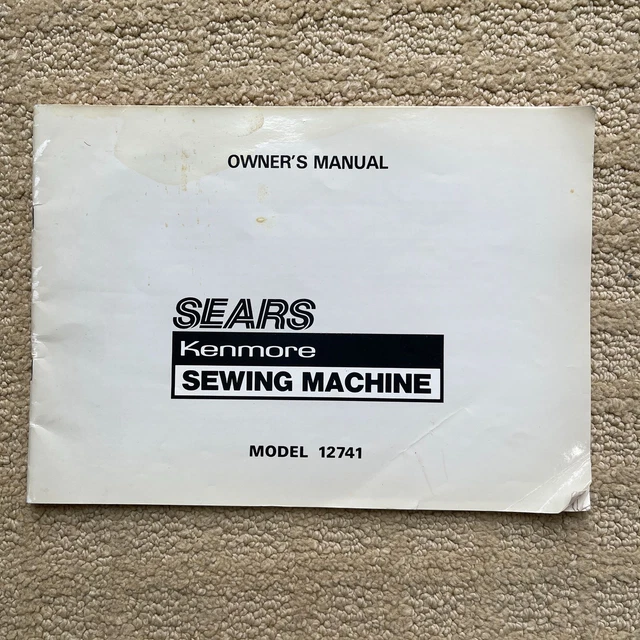 OWNER'S MANUAL
SEARS
Kenmore
SEWING MACHINE
MODEL 12741